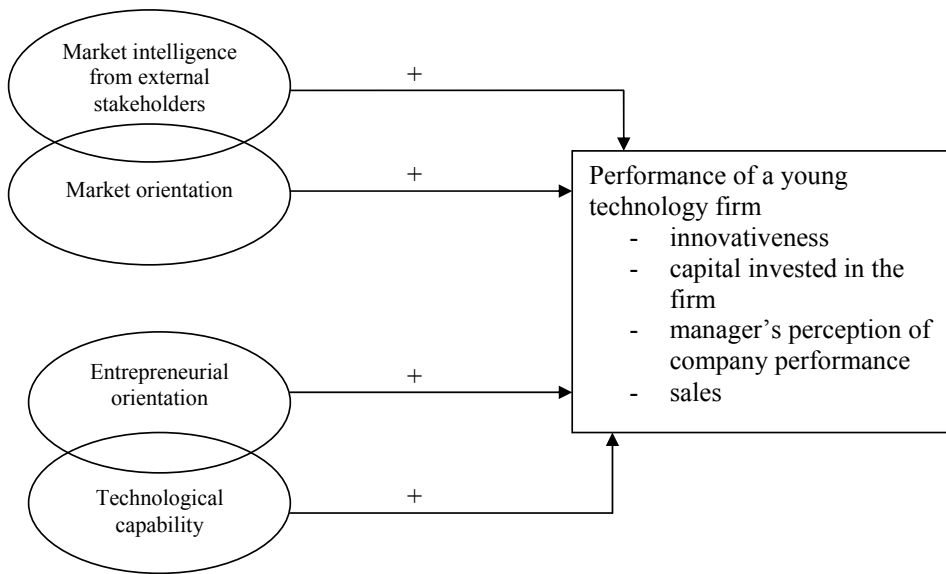 Market intelligence
from external
stakeholders
+
Market orientation
+
Performance of a young
technology firm
- innovativeness
- capital invested in the
firm
- manager’s perception of
company performance
- sales
Entrepreneurial
orientation
+
Technological
capability
+